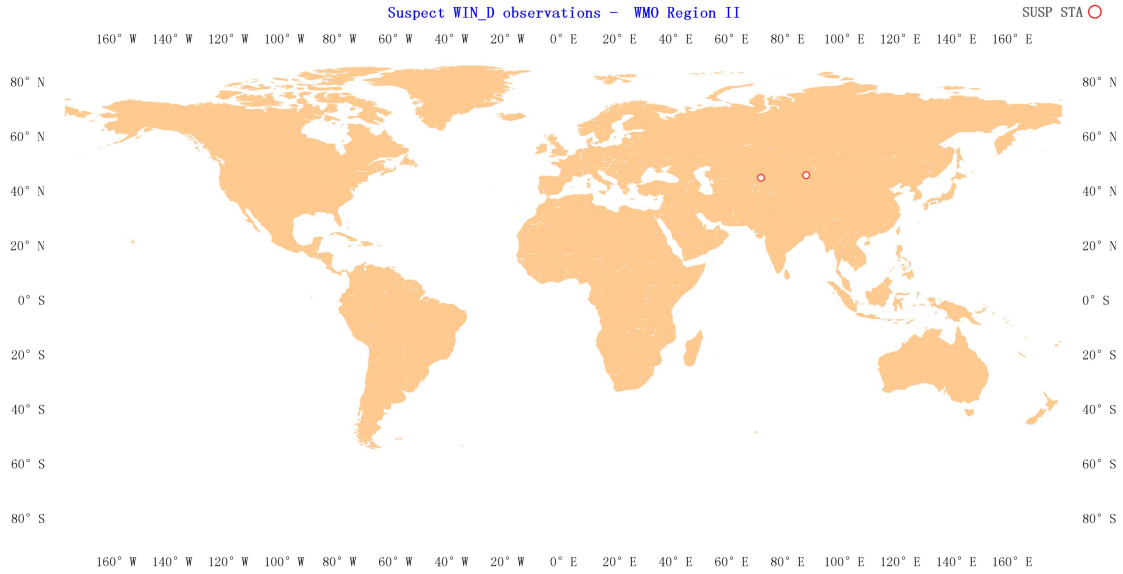 Suspect WIN_D observations - WMO Region II
SUSP STA
160° W 140° W 120° W 100° W 80° W 60° W 40° W 20° W 0° E 20° E 40° E 60° E 80° E 100° E 120° E 140° E 160° E
80° N 80° N
60° N 60° N
40° N 40° N
20° N 20° N
0° S 0° S
20° S 20° S
40° S 40° S
60° S 60° S
80° S 80° S
160° W 140° W 120° W 100° W 80° W 60° W 40° W 20° W 0° E 20° E 40° E 60° E 80° E 100° E 120° E 140° E 160° E